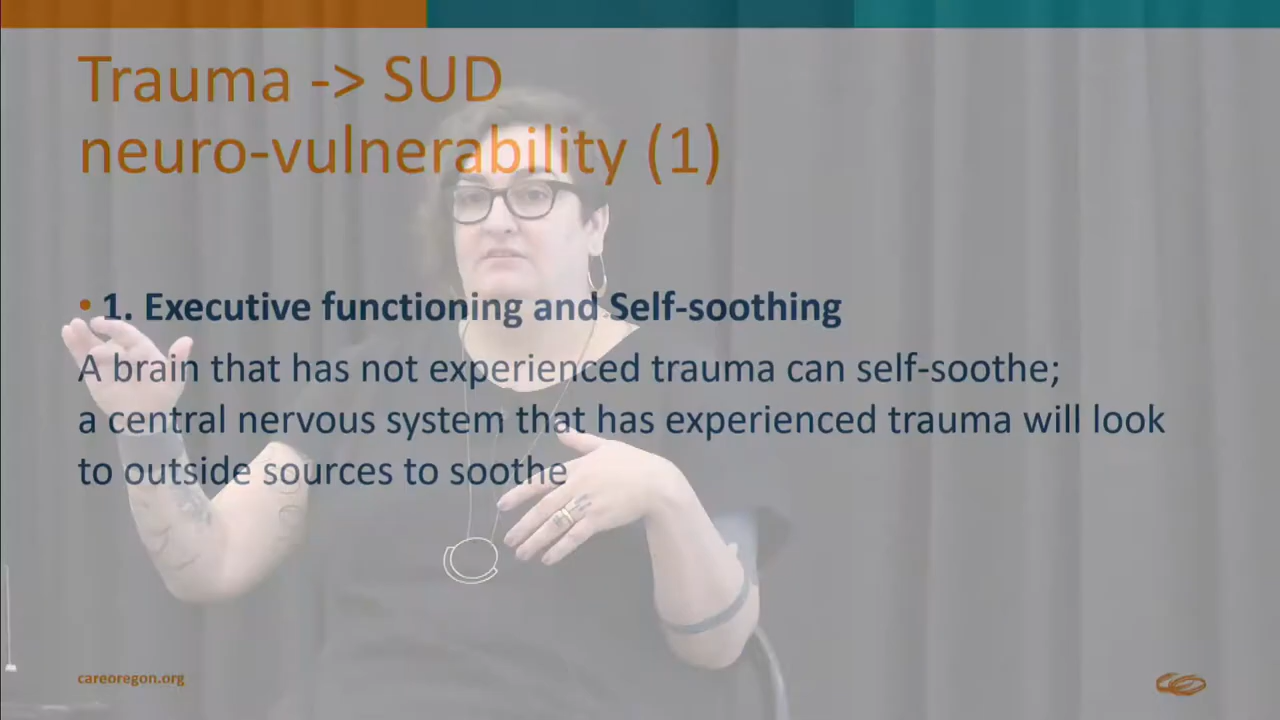 Trauma -> SUD
neuro-vulnerability (1)
• 1. Executive functioning and Self-soothing
A brain that has not experienced trauma can self-soothe;
a central nervous system that has experienced trauma will look
to outside sources to soothe
careoregon.org